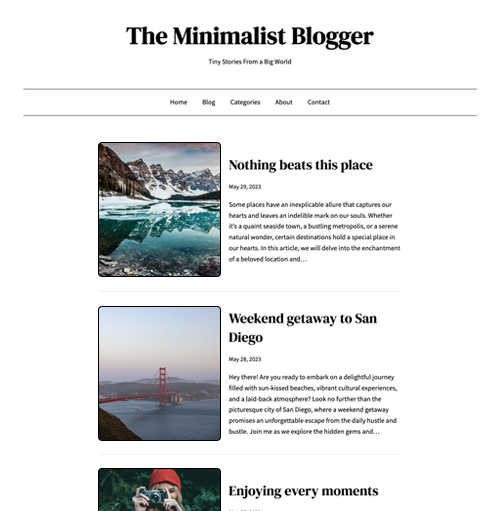 The Minimalist Blogger
Tiny Stories From a Big World
Home Blog Categories About Contact
Nothing beats this place
May 29, 2023
Some places have an inexplicable allure that captures our
hearts and leaves an indelible mark on our souls. Whether
it's a quaint seaside town, a bustling metropolis, or a serene
natural wonder, certain destinations hold a special place in
our hearts. In this article, we will delve into the enchantment
of a beloved location and…
Weekend getaway to San
Diego
May 28, 2023
Hey there! Are you ready to embark on a delightful journey
filled with sun-kissed beaches, vibrant cultural experiences,
and a laid-back atmosphere? Look no further than the
picturesque city of San Diego, where a weekend getaway
promises an unforgettable escape from the daily hustle and
bustle. Join me as we explore the hidden gems and…
Enjoying every moments